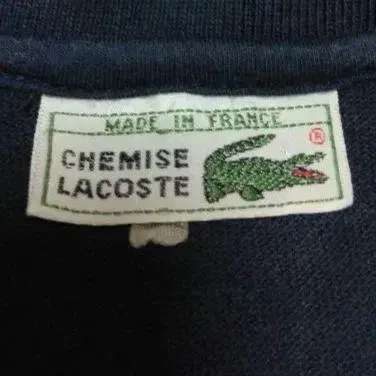 MADE IN FRANCE
CHEMISE
LACOSTE
®